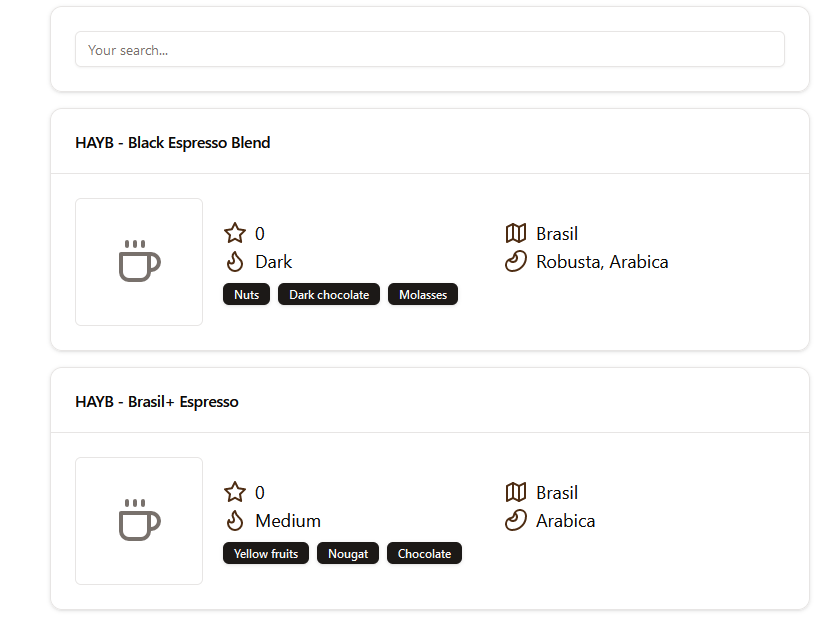 Your search...
HAYB - Black Espresso Blend
0
Brasil
Dark
Robusta, Arabica
Nuts
Dark chocolate
Molasses
HAYB - Brasil+ Espresso
0
Brasil
Medium
Arabica
Yellow fruits
Nougat
Chocolate